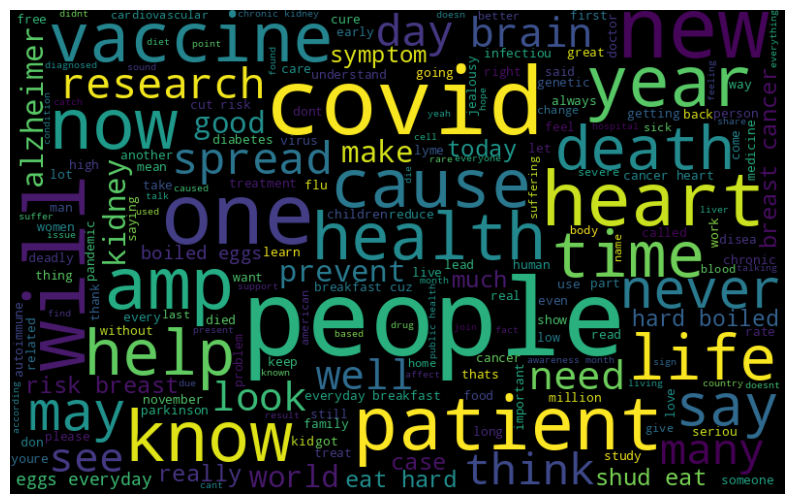 free cardiovascular didnt chronic kidney early better first great everything
vaccine day brain new
diet point cure doesn doctor
diagnosed sound found care understand going right said infectiou
symptom
research covid year
alzheimer catch cut risk dont jealousy hope genetic always change feeling way
condition yeah getting back person share
now good diabetes virus make today cell rare everyone feel hospital sick death medicine
another high mean lyme let come
lot spread cause severe cancer heart breast cancer
take treatment flu die suffering liver
will suffer caused talk children reduce heart
man kidney used one body called work
women saying health name disea
issue pandemic boiled eggs learn time blood chronic
deadly thing want prevent live lead human use part talking
thank amp month much real even never
find support breakfast cuz american public health show hard boiled
every last died people read low rate
autoimmune related without present based drug join fact cancer awareness month sign
help problem keep home affect thats life
known well need living country doesnt
risk breast due look everyday breakfast food important million love
according november parkinson still family patient say
may know result long study give seriou
don please kid got treat many
see case think
youre really world eat hard shud eat someone
eggs everyday cant